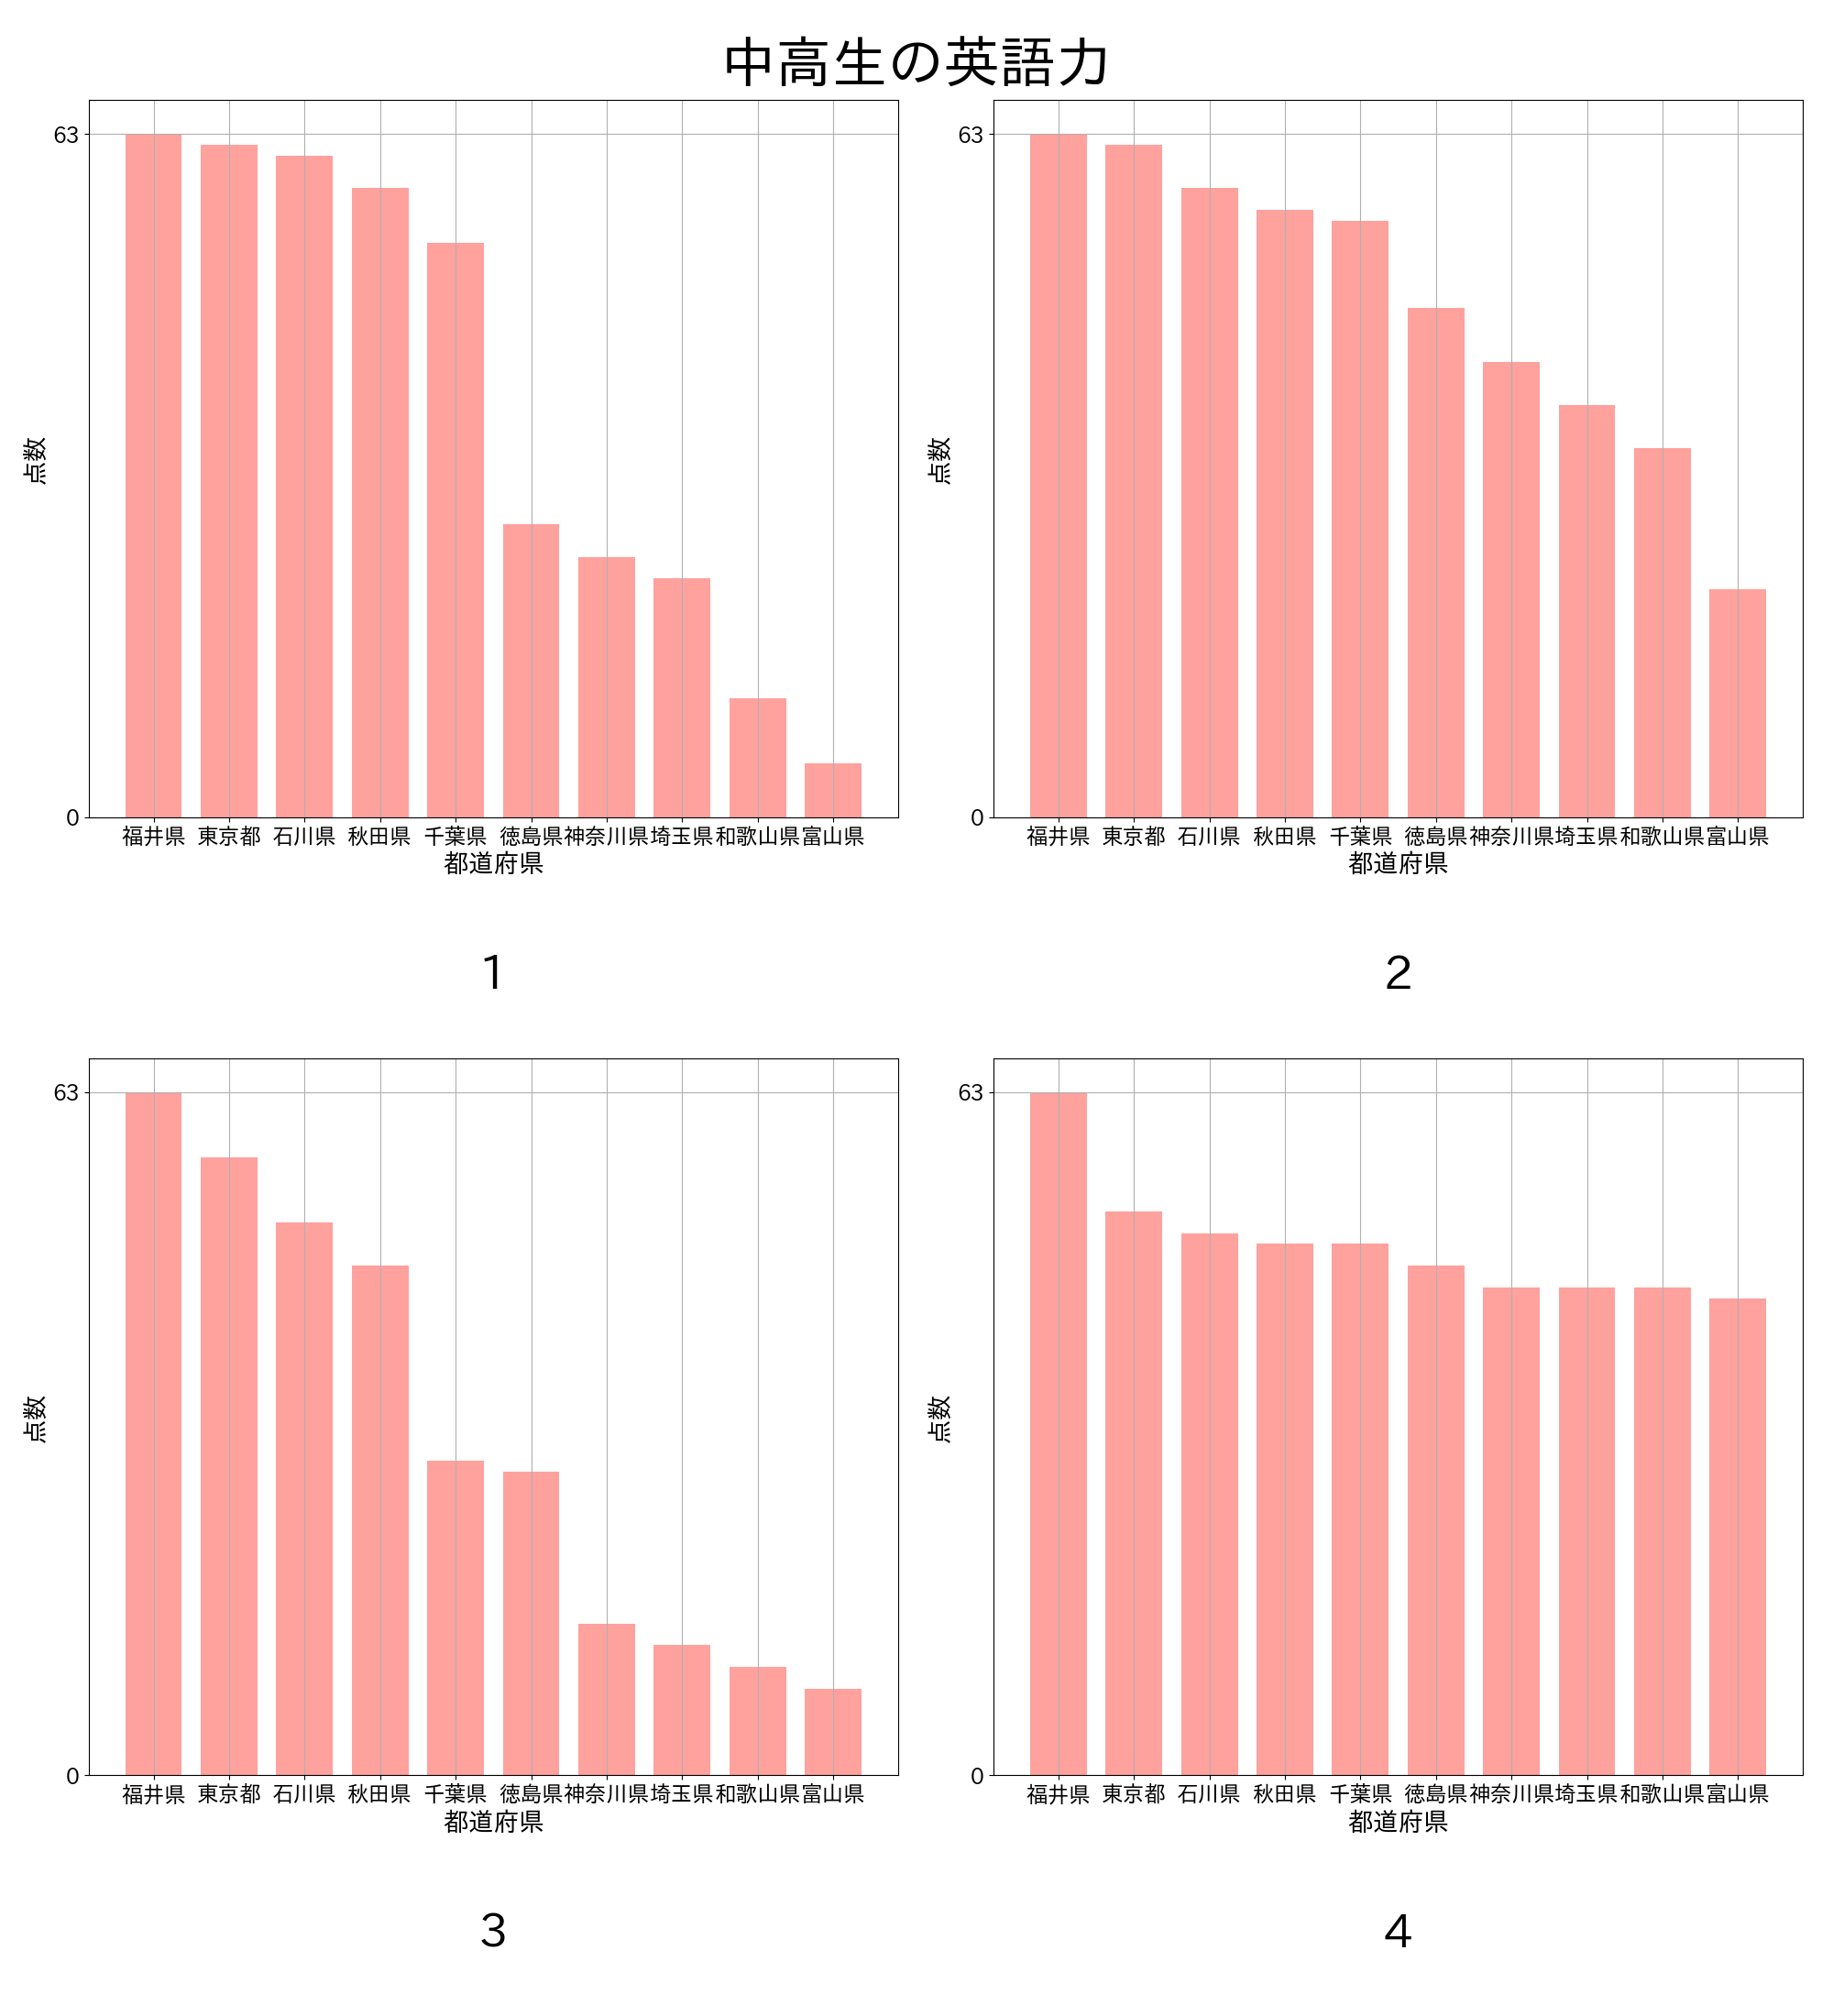 中高生の英語力
63
0
点数
福井県 東京都 石川県 秋田県 千葉県 徳島県 神奈川県 埼玉県 和歌山県 富山県
都道府県
1
63
0
点数
福井県 東京都 石川県 秋田県 千葉県 徳島県 神奈川県 埼玉県 和歌山県 富山県
都道府県
2
63
0
点数
福井県 東京都 石川県 秋田県 千葉県 徳島県 神奈川県 埼玉県 和歌山県 富山県
都道府県
3
63
0
点数
福井県 東京都 石川県 秋田県 千葉県 徳島県 神奈川県 埼玉県 和歌山県 富山県
都道府県
4